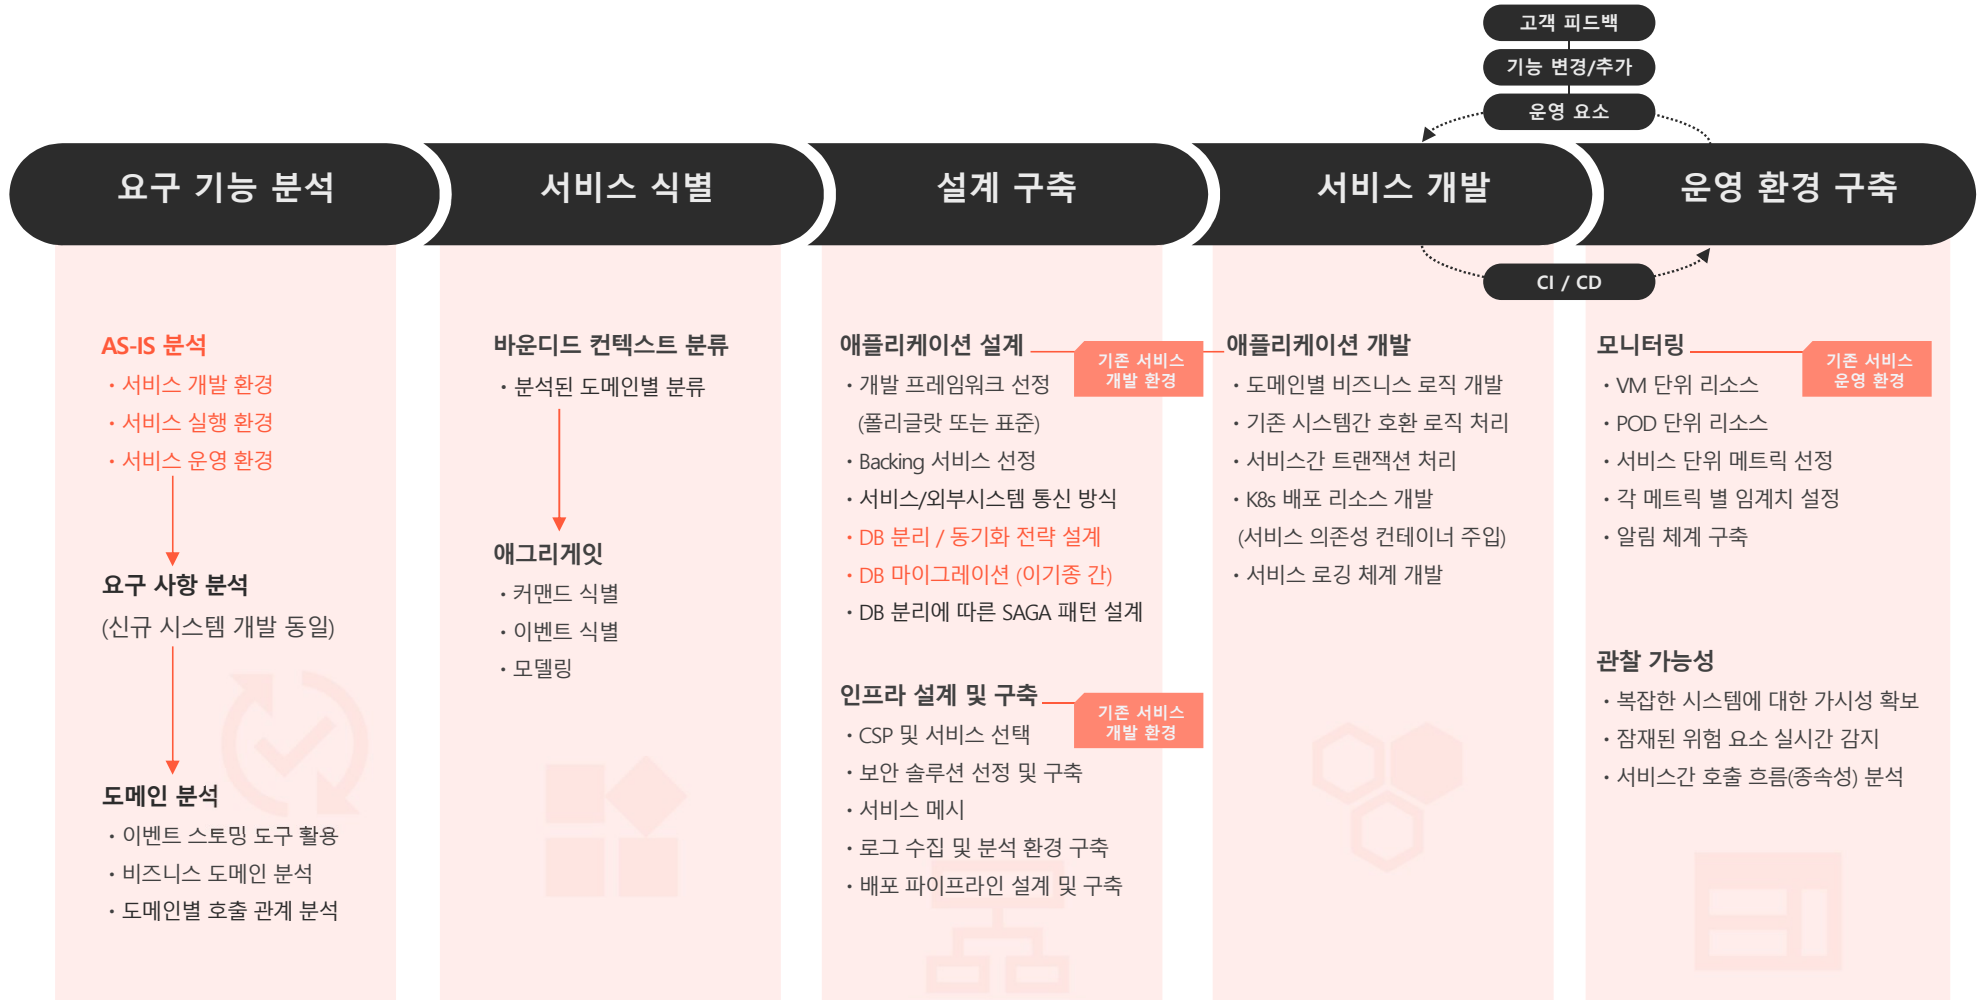 고객 피드백
기능 변경/추가
운영 요소
요구 기능 분석
서비스 식별
설계 구축
서비스 개발
운영 환경 구축
CI / CD
AS-IS 분석
· 서비스 개발 환경
· 서비스 실행 환경
· 서비스 운영 환경
요구 사항 분석
(신규 시스템 개발 동일)
도메인 분석
· 이벤트 스토밍 도구 활용
· 비즈니스 도메인 분석
· 도메인별 호출 관계 분석
바운디드 컨텍스트 분류
· 분석된 도메인별 분류
애그리게잇
· 커맨드 식별
· 이벤트 식별
· 모델링
애플리케이션 설계
기존 서비스
개발 환경
· 개발 프레임워크 선정
(폴리글랏 또는 표준)
· Backing 서비스 선정
· 서비스/외부시스템 통신 방식
· DB 분리 / 동기화 전략 설계
· DB 마이그레이션 (이기종 간)
· DB 분리에 따른 SAGA 패턴 설계
인프라 설계 및 구축
기존 서비스
개발 환경
· CSP 및 서비스 선택
· 보안 솔루션 선정 및 구축
· 서비스 메시
· 로그 수집 및 분석 환경 구축
· 배포 파이프라인 설계 및 구축
애플리케이션 개발
· 도메인별 비즈니스 로직 개발
· 기존 시스템간 호환 로직 처리
· 서비스간 트랜잭션 처리
· K8s 배포 리소스 개발
(서비스 의존성 컨테이너 주입)
· 서비스 로깅 체계 개발
모니터링
기존 서비스
운영 환경
· VM 단위 리소스
· POD 단위 리소스
· 서비스 단위 메트릭 선정
· 각 메트릭 별 임계치 설정
· 알림 체계 구축
관찰 가능성
· 복잡한 시스템에 대한 가시성 확보
· 잠재된 위험 요소 실시간 감지
· 서비스간 호출 흐름(종속성) 분석